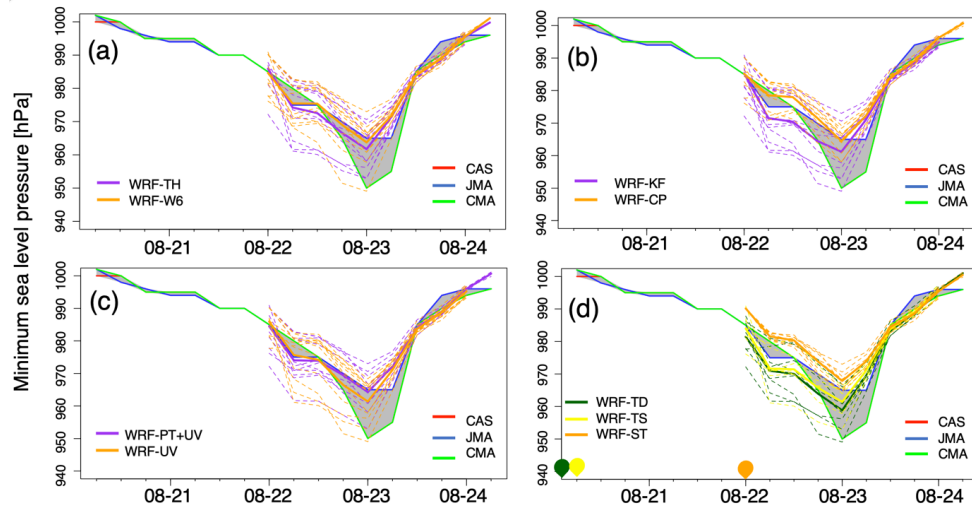 Minimum sea level pressure [hPa]
1000
990
980
970
960
950
940
(a)
WRF-TH
WRF-W6
CAS
JMA
CMA
08-21
08-22
08-23
08-24
1000
990
980
970
960
950
940
(b)
WRF-KF
WRF-CP
CAS
JMA
CMA
08-21
08-22
08-23
08-24
1000
990
980
970
960
950
940
(c)
WRF-PT+UV
WRF-UV
CAS
JMA
CMA
08-21
08-22
08-23
08-24
1000
990
980
970
960
950
940
(d)
WRF-TD
WRF-TS
WRF-ST
CAS
JMA
CMA
08-21
08-22
08-23
08-24